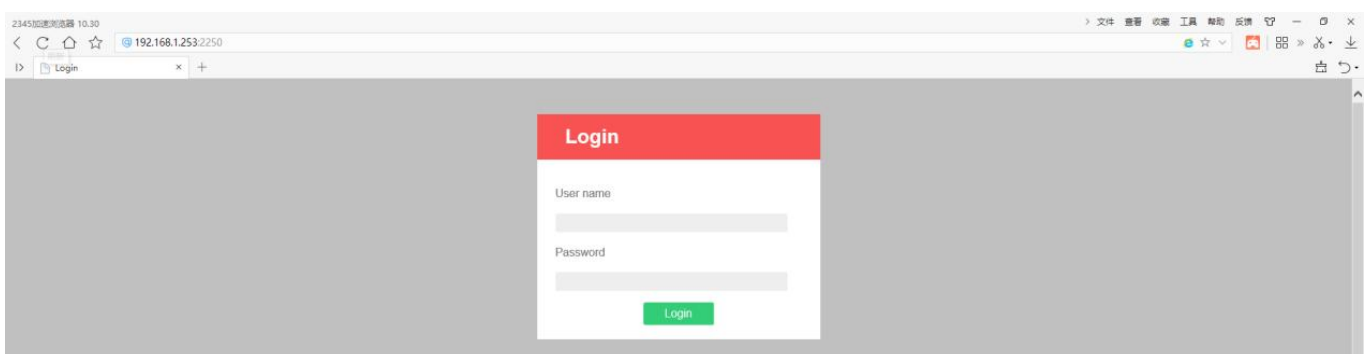 2345加速浏览器 10.30
文件 查看 收藏 工具 帮助 反馈
192.168.1.253:2250
Login
Login
User name
Password
Login